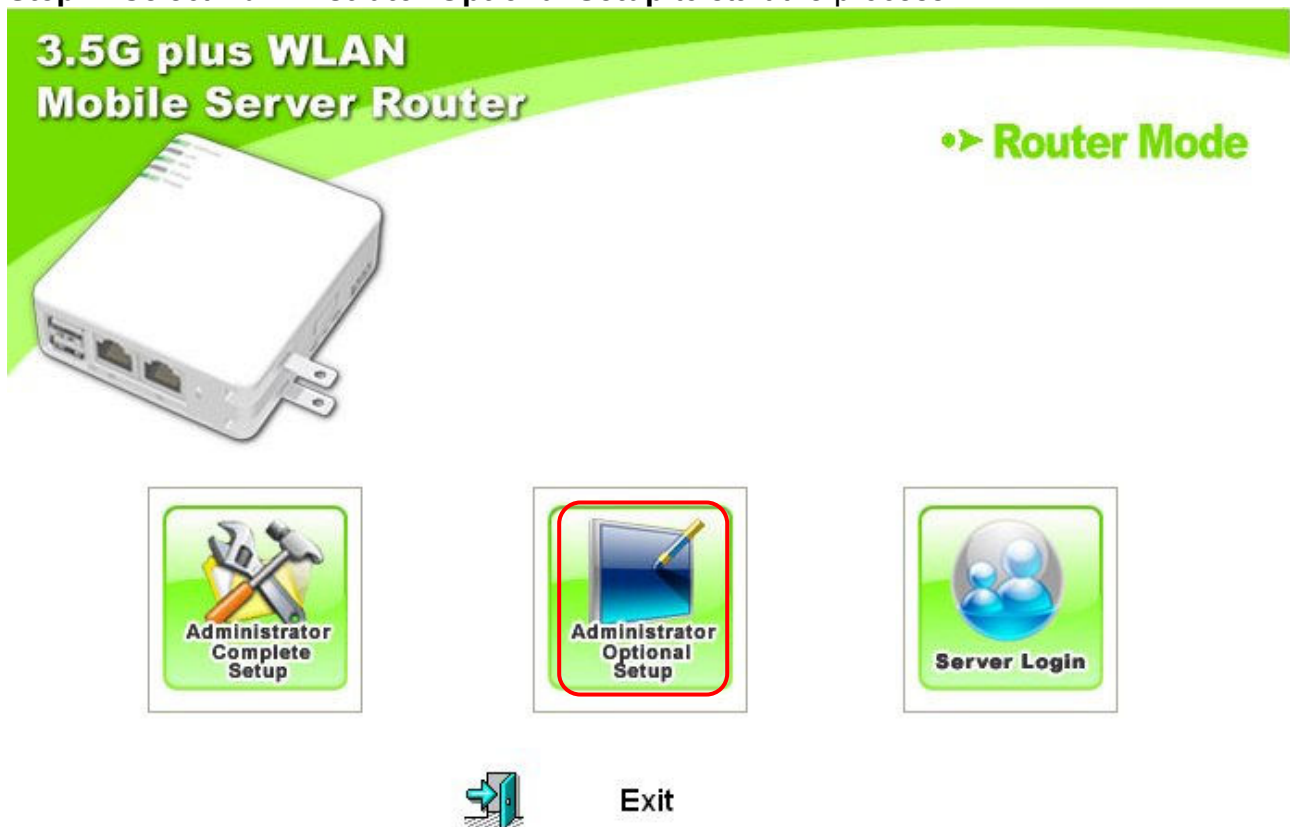 3.5G plus WLAN
Mobile Server Router
Router Mode
Administrator
Complete
Setup
Administrator
Optional
Setup
Server Login
Exit